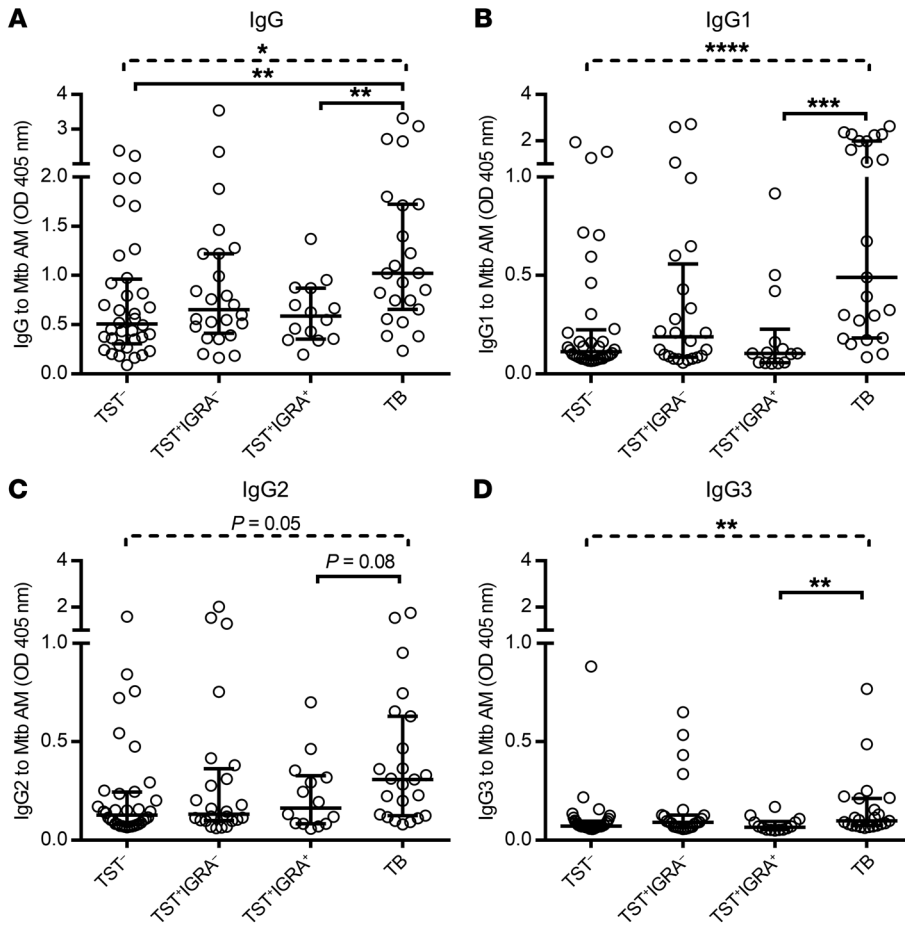 A
IgG
*
**
**
4
3
2.0
1.5
1.0
0.5
0.0
IgG to Mtb AM (OD 405 nm)
TST⁻
TST⁺IGRA⁻
TST⁺IGRA⁺
TB
B
IgG1
****
***
4
2
1.0
0.5
0.0
IgG1 to Mtb AM (OD 405 nm)
TST⁻
TST⁺IGRA⁻
TST⁺IGRA⁺
TB
C
IgG2
P = 0.05
P = 0.08
4
2
1.0
0.5
0.0
IgG2 to Mtb AM (OD 405 nm)
TST⁻
TST⁺IGRA⁻
TST⁺IGRA⁺
TB
D
IgG3
**
**
4
2
1.0
0.5
0.0
IgG3 to Mtb AM (OD 405 nm)
TST⁻
TST⁺IGRA⁻
TST⁺IGRA⁺
TB